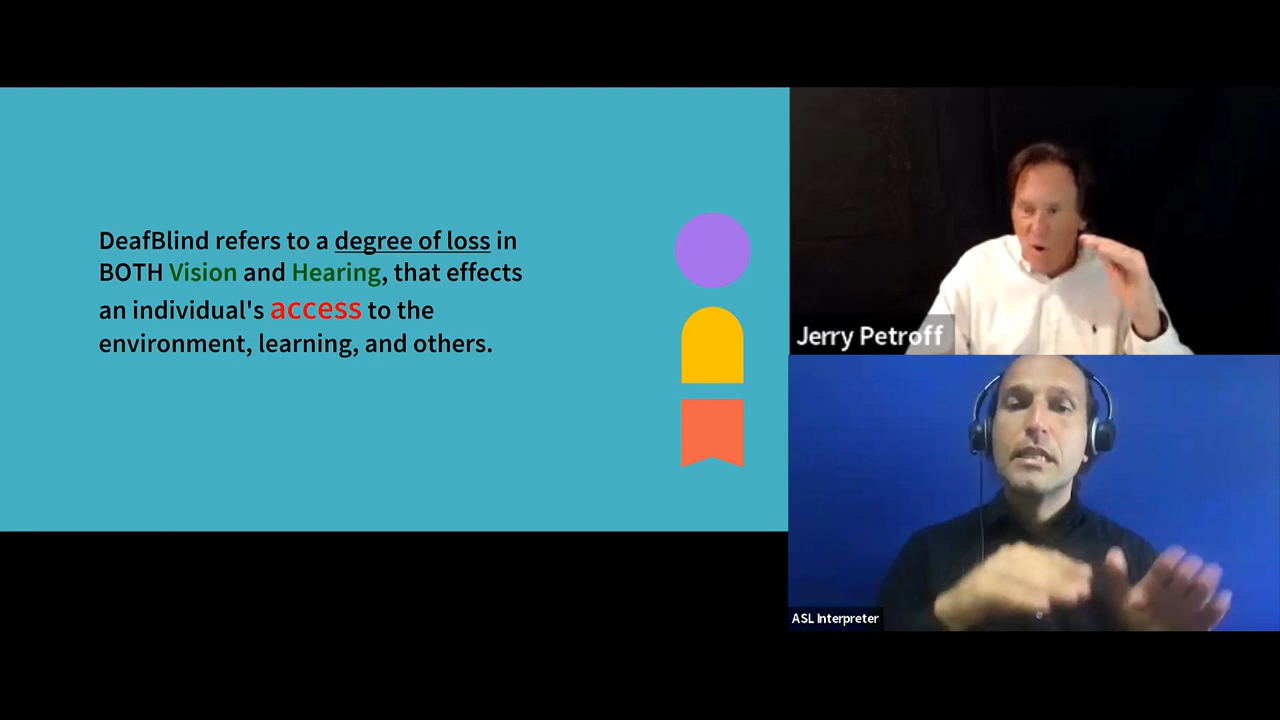 DeafBlind refers to a degree of loss in
BOTH Vision and Hearing, that effects
an individual's access to the
environment, learning, and others.
Jerry Petroff
ASL Interpreter